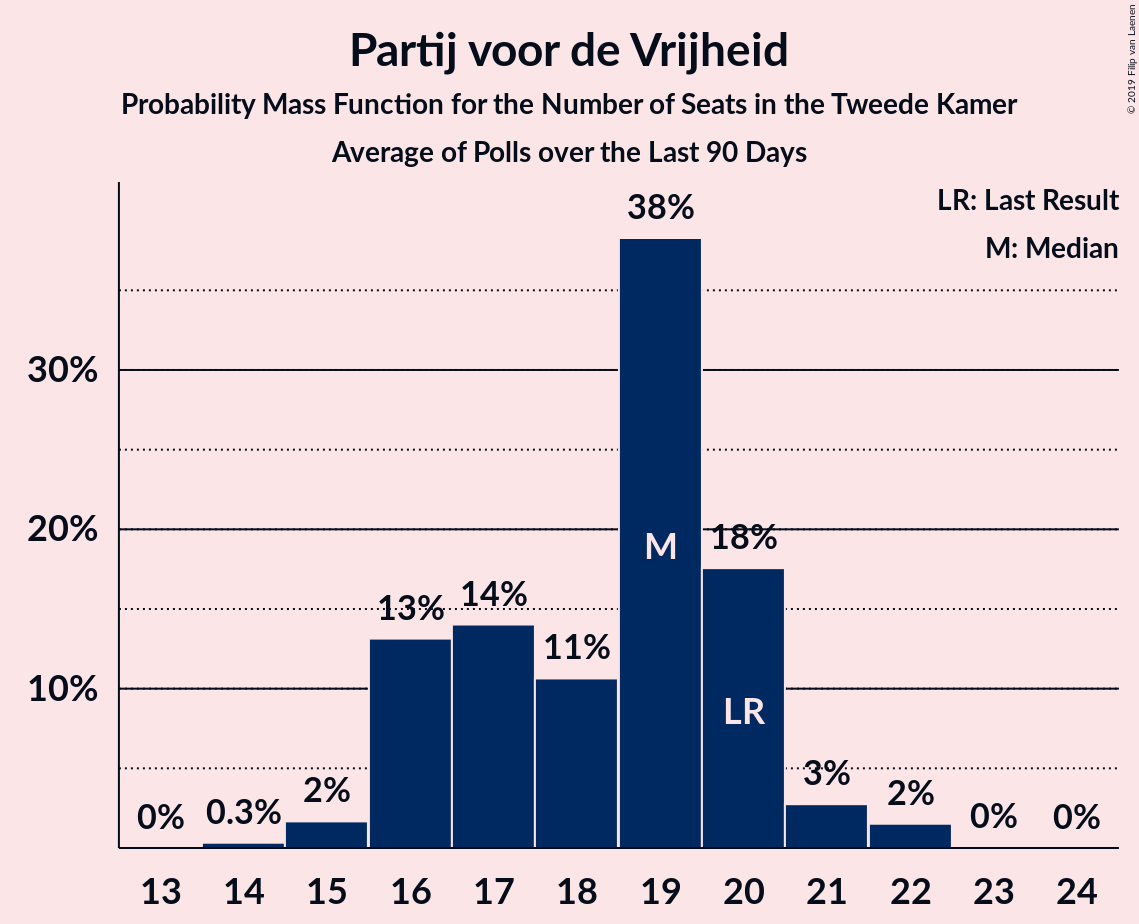 Partij voor de Vrijheid
Probability Mass Function for the Number of Seats in the Tweede Kamer
Average of Polls over the Last 90 Days
© 2019 Filip van Laenen
LR: Last Result
M: Median
38%
30%
20%
10%
M
18%
LR
13%
14%
11%
0%
0.3%
2%
3%
2%
0%
0%
13 14 15 16 17 18 19 20 21 22 23 24